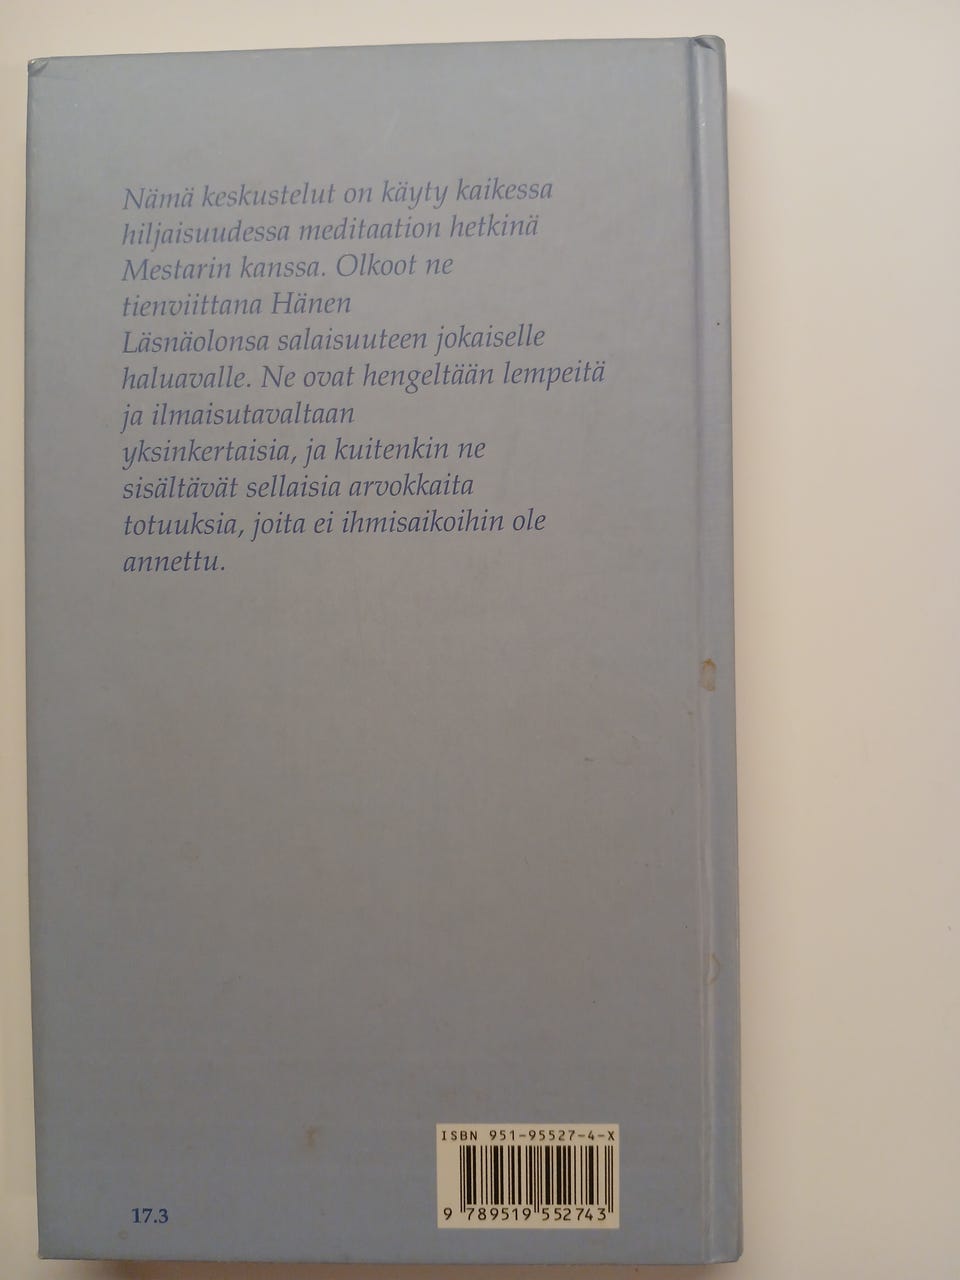 Nämä keskustelut on käyty kaikessa
hiljaisuudessa meditaation hetkinä
Mestarin kanssa. Olkoot ne
tienviittana Hänen
Läsnäolonsa salaisuuteen jokaiselle
haluavalle. Ne ovat hengeltään lempeitä
ja ilmaisutavaltaan
yksinkertaisia, ja kuitenkin ne
sisältävät sellaisia arvokkaita
totuuksia, joita ei ihmisaikoihin ole
annettu.
ISBN 951-95527-4-X
9 789519 552743
17.3